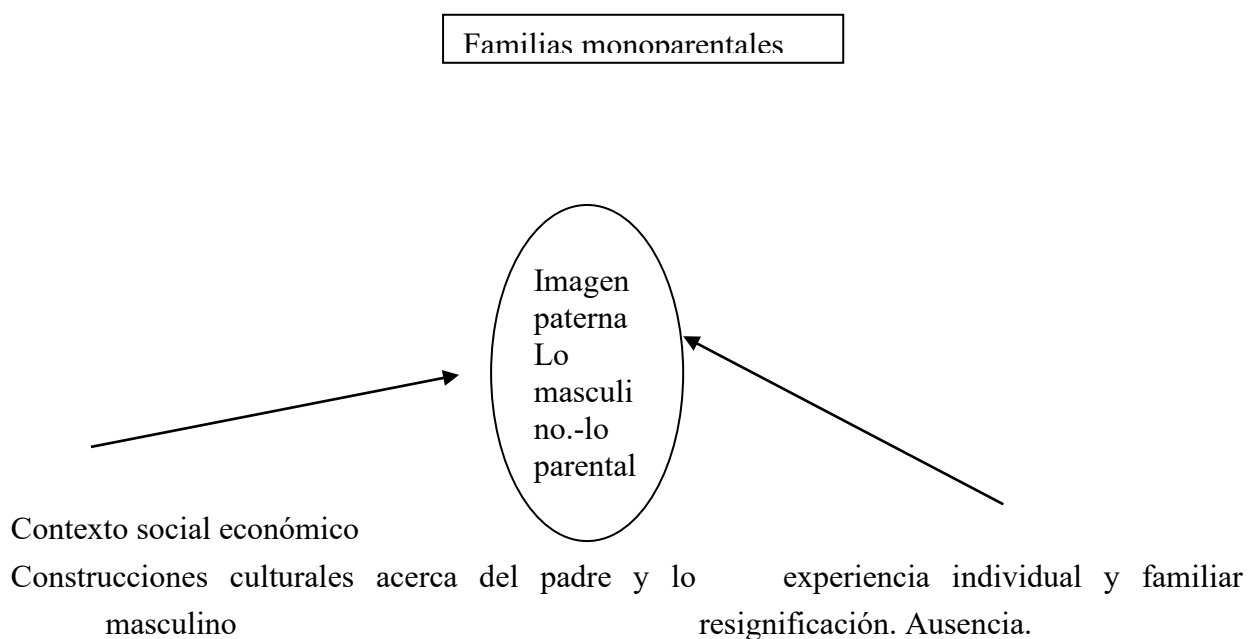 Familias monoparentales
Imagen
paterna
Lo
masculi
no.-lo
parental
Contexto social económico
Construcciones culturales acerca del padre y lo
masculino
experiencia individual y familiar
resignificación. Ausencia.